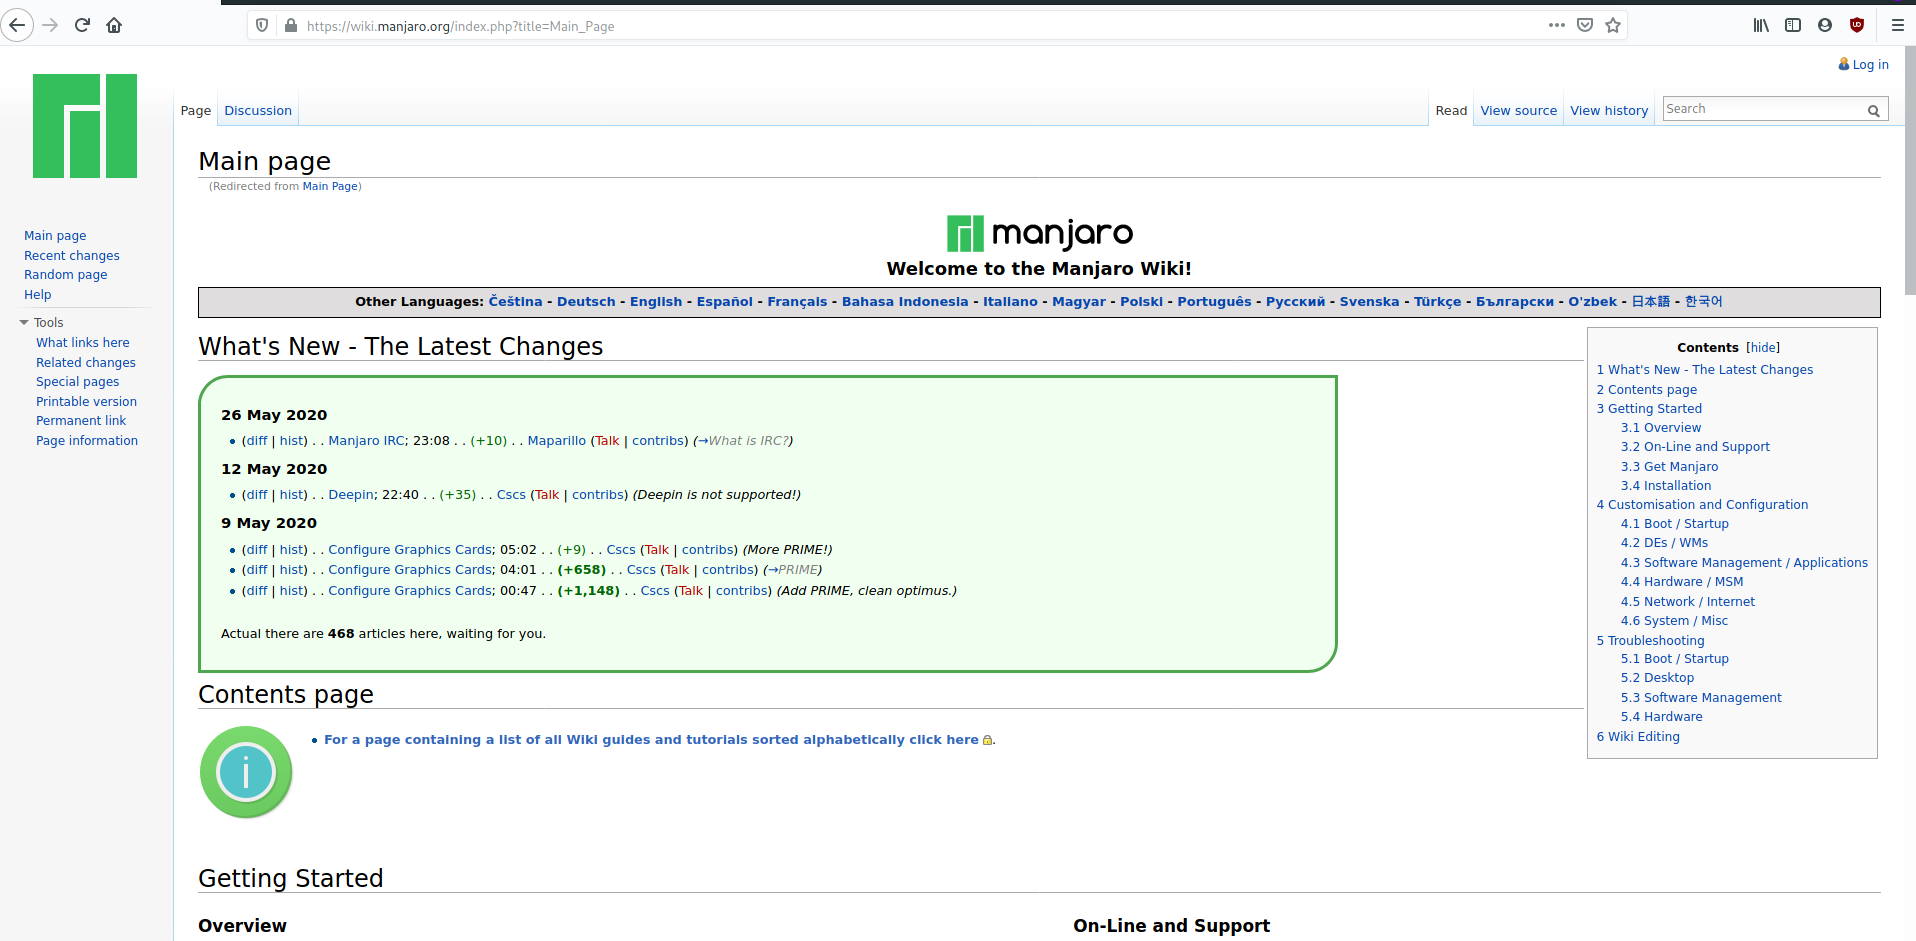 https://wiki.manjaro.org/index.php?title=Main_Page
Log in
Page Discussion Read View source View history Search
Main page
(Redirected from Main Page)
manjaro
Welcome to the Manjaro Wiki!
Other Languages: Čeština - Deutsch - English - Español - Français - Bahasa Indonesia - Italiano - Magyar - Polski - Português - Русский - Svenska - Türkçe - Български - O'zbek - 日本語 - 한국어
Main page
Recent changes
Random page
Help
Tools
What links here
Related changes
Special pages
Printable version
Permanent link
Page information
What's New - The Latest Changes
26 May 2020
(diff | hist) . . Manjaro IRC; 23:08 . . (+10) . . Maparillo (Talk | contribs) (→What is IRC?)
12 May 2020
(diff | hist) . . Deepin; 22:40 . . (+35) . . Cscs (Talk | contribs) (Deepin is not supported!)
9 May 2020
(diff | hist) . . Configure Graphics Cards; 05:02 . . (+9) . . Cscs (Talk | contribs) (More PRIME!)
(diff | hist) . . Configure Graphics Cards; 04:01 . . (+658) . . Cscs (Talk | contribs) (→PRIME)
(diff | hist) . . Configure Graphics Cards; 00:47 . . (+1,148) . . Cscs (Talk | contribs) (Add PRIME, clean optimus.)
Actual there are 468 articles here, waiting for you.
Contents [hide]
1 What's New - The Latest Changes
2 Contents page
3 Getting Started
3.1 Overview
3.2 On-Line and Support
3.3 Get Manjaro
3.4 Installation
4 Customisation and Configuration
4.1 Boot / Startup
4.2 DEs / WMs
4.3 Software Management / Applications
4.4 Hardware / MSM
4.5 Network / Internet
4.6 System / Misc
5 Troubleshooting
5.1 Boot / Startup
5.2 Desktop
5.3 Software Management
5.4 Hardware
6 Wiki Editing
Contents page
i
For a page containing a list of all Wiki guides and tutorials sorted alphabetically click here .
Getting Started
Overview
On-Line and Support